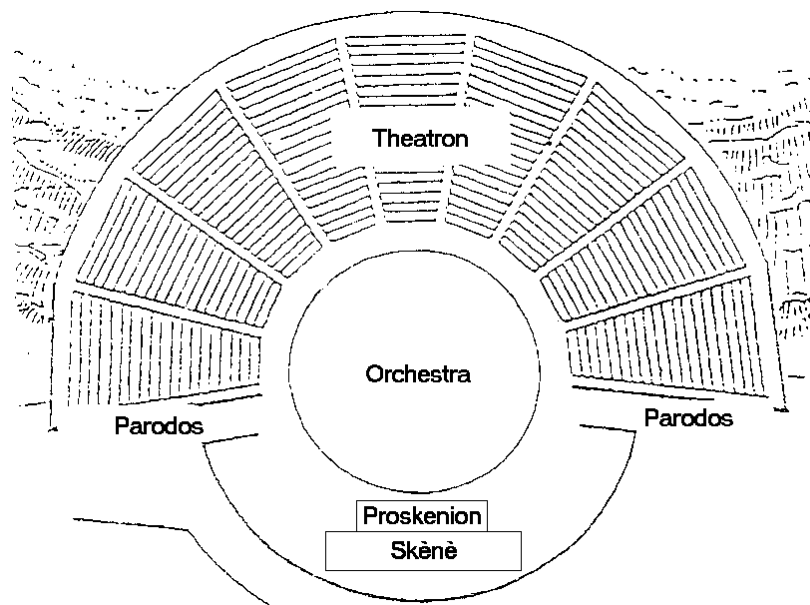 Theatron
Orchestra
Parodos
Parodos
Proskenion
Skènè